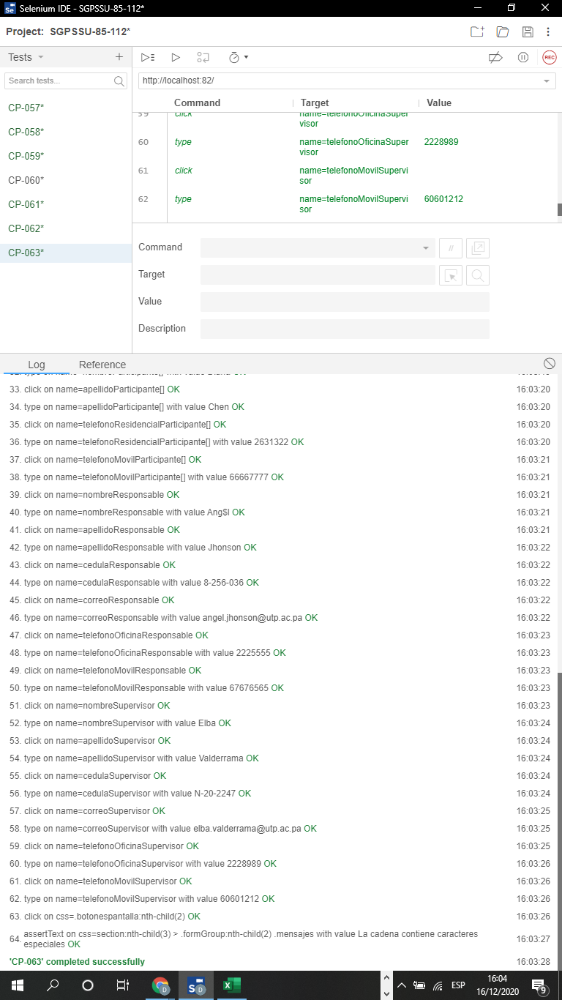 Selenium IDE - SGPSSU-85-112*
Project: SGPSSU-85-112*
Tests
REC
Search tests...
http://localhost:82/
Command Target Value
CP-057*
CP-058*
CP-059*
CP-060*
CP-061*
CP-062*
CP-063*
59 click name=telefonoOficinaSuper
visor
60 type name=telefonoOficinaSuper 2228989
visor
61 click name=telefonoMovilSupervi
sor
62 type name=telefonoMovilSupervi 60601212
sor
Command //
Target
Value
Description
Log Reference
33. click on name=apellidoParticipante[] OK 16:03:20
34. type on name=apellidoParticipante[] with value Chen OK 16:03:20
35. click on name=telefonoResidencialParticipante[] OK 16:03:20
36. type on name=telefonoResidencialParticipante[] with value 2631322 OK 16:03:20
37. click on name=telefonoMovilParticipante[] OK 16:03:21
38. type on name=telefonoMovilParticipante[] with value 66667777 OK 16:03:21
39. click on name=nombreResponsable OK 16:03:21
40. type on name=nombreResponsable with value Ang$l OK 16:03:21
41. click on name=apellidoResponsable OK 16:03:21
42. type on name=apellidoResponsable with value Jhonson OK 16:03:22
43. click on name=cedulaResponsable OK 16:03:22
44. type on name=cedulaResponsable with value 8-256-036 OK 16:03:22
45. click on name=correoResponsable OK 16:03:22
46. type on name=correoResponsable with value angel.jhonson@utp.ac.pa OK 16:03:22
47. click on name=telefonoOficinaResponsable OK 16:03:23
48. type on name=telefonoOficinaResponsable with value 2225555 OK 16:03:23
49. click on name=telefonoMovilResponsable OK 16:03:23
50. type on name=telefonoMovilResponsable with value 67676565 OK 16:03:23
51. click on name=nombreSupervisor OK 16:03:23
52. type on name=nombreSupervisor with value Elba OK 16:03:24
53. click on name=apellidoSupervisor OK 16:03:24
54. type on name=apellidoSupervisor with value Valderrama OK 16:03:24
55. click on name=cedulaSupervisor OK 16:03:24
56. type on name=cedulaSupervisor with value N-20-2247 OK 16:03:24
57. click on name=correoSupervisor OK 16:03:25
58. type on name=correoSupervisor with value elba.valderrama@utp.ac.pa OK 16:03:25
59. click on name=telefonoOficinaSupervisor OK 16:03:25
60. type on name=telefonoOficinaSupervisor with value 2228989 OK 16:03:26
61. click on name=telefonoMovilSupervisor OK 16:03:26
62. type on name=telefonoMovilSupervisor with value 60601212 OK 16:03:26
63. click on css=.botonespantalla:nth-child(2) OK 16:03:26
64. assertText on css=section:nth-child(3) > .formGroup:nth-child(2) .mensajes with value La cadena contiene caracteres 16:03:27
especiales OK
'CP-063' completed successfully 16:03:28
ESP
16:04
16/12/2020
9